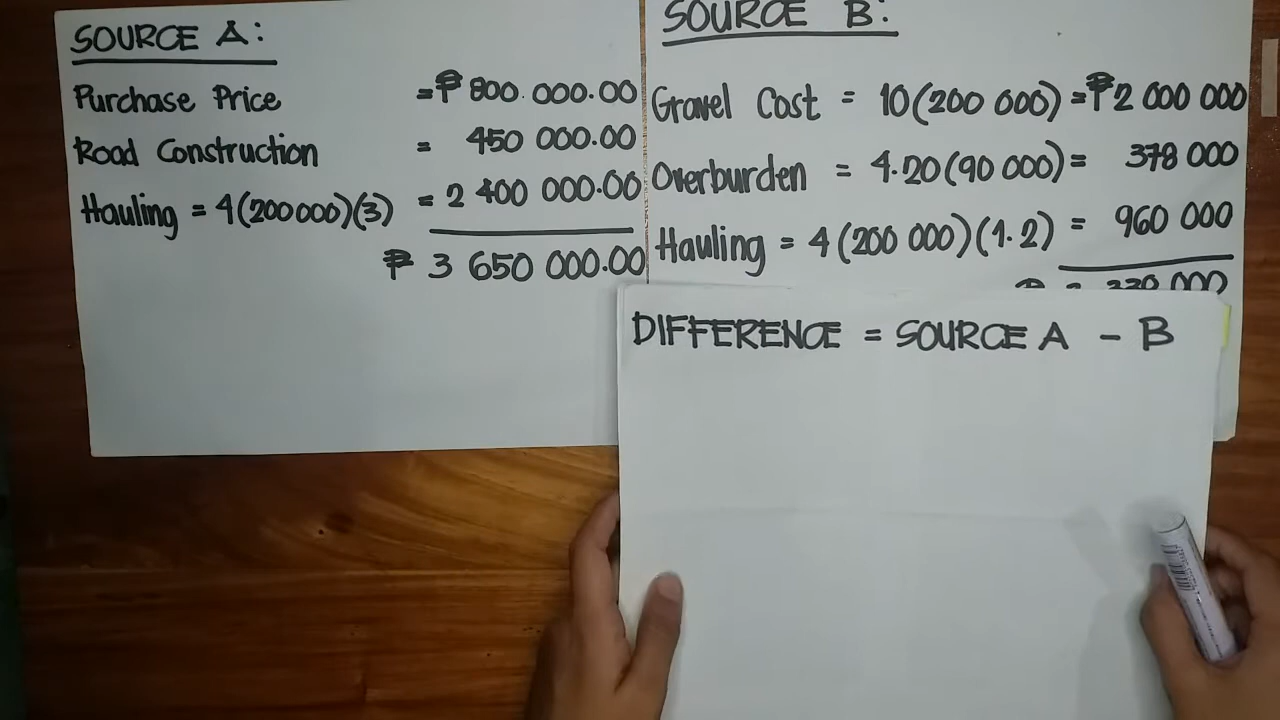 SOURCE A:
Purchase Price = ₱ 800 000.00
Road Construction = 450 000.00
Hauling = 4(200000)(3) = 2 400 000.00
₱ 3 650 000.00
SOURCE B:
Gravel Cost = 10(200 000) = ₱2 000 000
Overburden = 4.20(90 000) = 378 000
Hauling = 4(200 000)(1.2) = 960 000
DIFFERENCE = SOURCE A - B